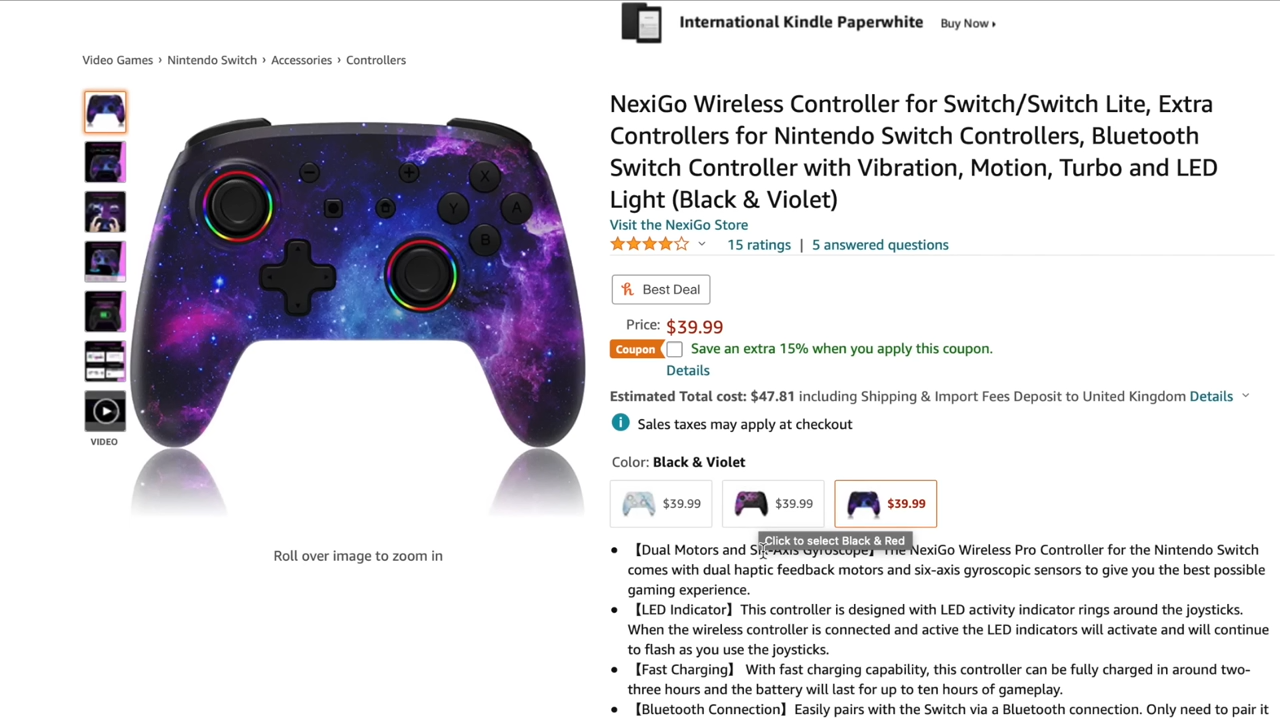 International Kindle Paperwhite Buy Now ▸
Video Games › Nintendo Switch › Accessories › Controllers
NexiGo Wireless Controller for Switch/Switch Lite, Extra
Controllers for Nintendo Switch Controllers, Bluetooth
Switch Controller with Vibration, Motion, Turbo and LED
Light (Black & Violet)
Visit the NexiGo Store
15 ratings | 5 answered questions
Best Deal
Price: $39.99
Coupon Save an extra 15% when you apply this coupon.
Details
Estimated Total cost: $47.81 including Shipping & Import Fees Deposit to United Kingdom Details
Sales taxes may apply at checkout
Color: Black & Violet
$39.99 $39.99 $39.99
Click to select Black & Red
• 【Dual Motors and Six-Axis Gyroscope】The NexiGo Wireless Pro Controller for the Nintendo Switch
comes with dual haptic feedback motors and six-axis gyroscopic sensors to give you the best possible
gaming experience.
• 【LED Indicator】This controller is designed with LED activity indicator rings around the joysticks.
When the wireless controller is connected and active the LED indicators will activate and will continue
to flash as you use the joysticks.
• 【Fast Charging】 With fast charging capability, this controller can be fully charged in around two-
three hours and the battery will last for up to ten hours of gameplay.
• 【Bluetooth Connection】Easily pairs with the Switch via a Bluetooth connection. Only need to pair it
X
Y
A
B
VIDEO
Roll over image to zoom in